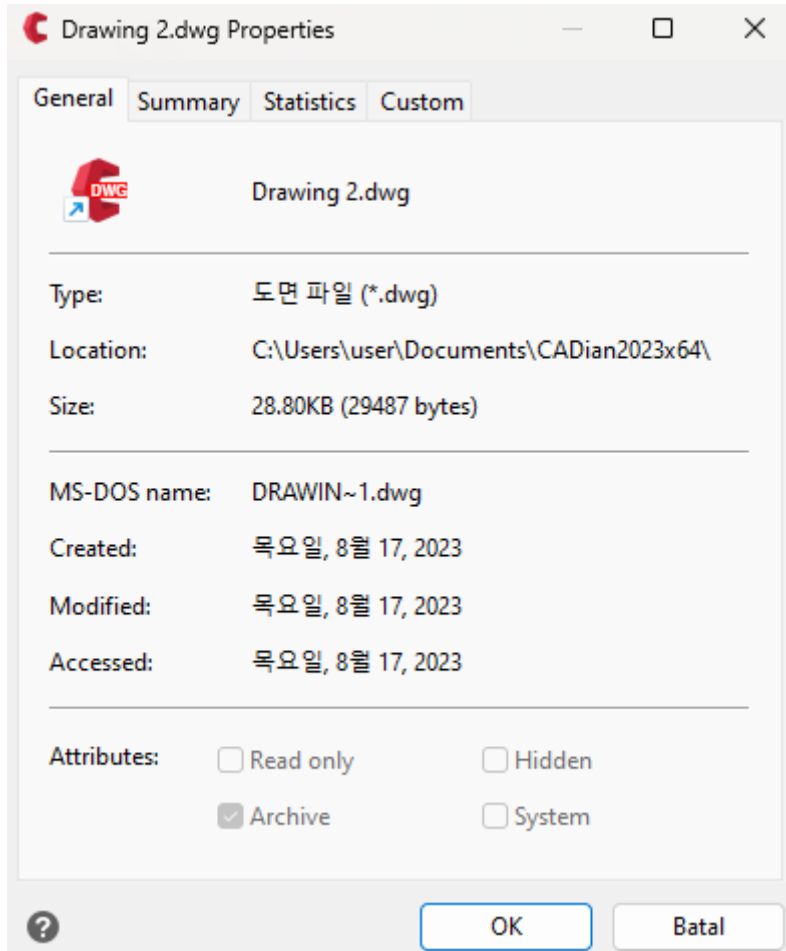 Drawing 2.dwg Properties
General Summary Statistics Custom
DWG
Drawing 2.dwg
Type: 도면 파일 (*.dwg)
Location: C:\Users\user\Documents\CADian2023x64\
Size: 28.80KB (29487 bytes)
MS-DOS name: DRAWIN~1.dwg
Created: 목요일, 8월 17, 2023
Modified: 목요일, 8월 17, 2023
Accessed: 목요일, 8월 17, 2023
Attributes: Read only Hidden
Archive System
? OK Batal